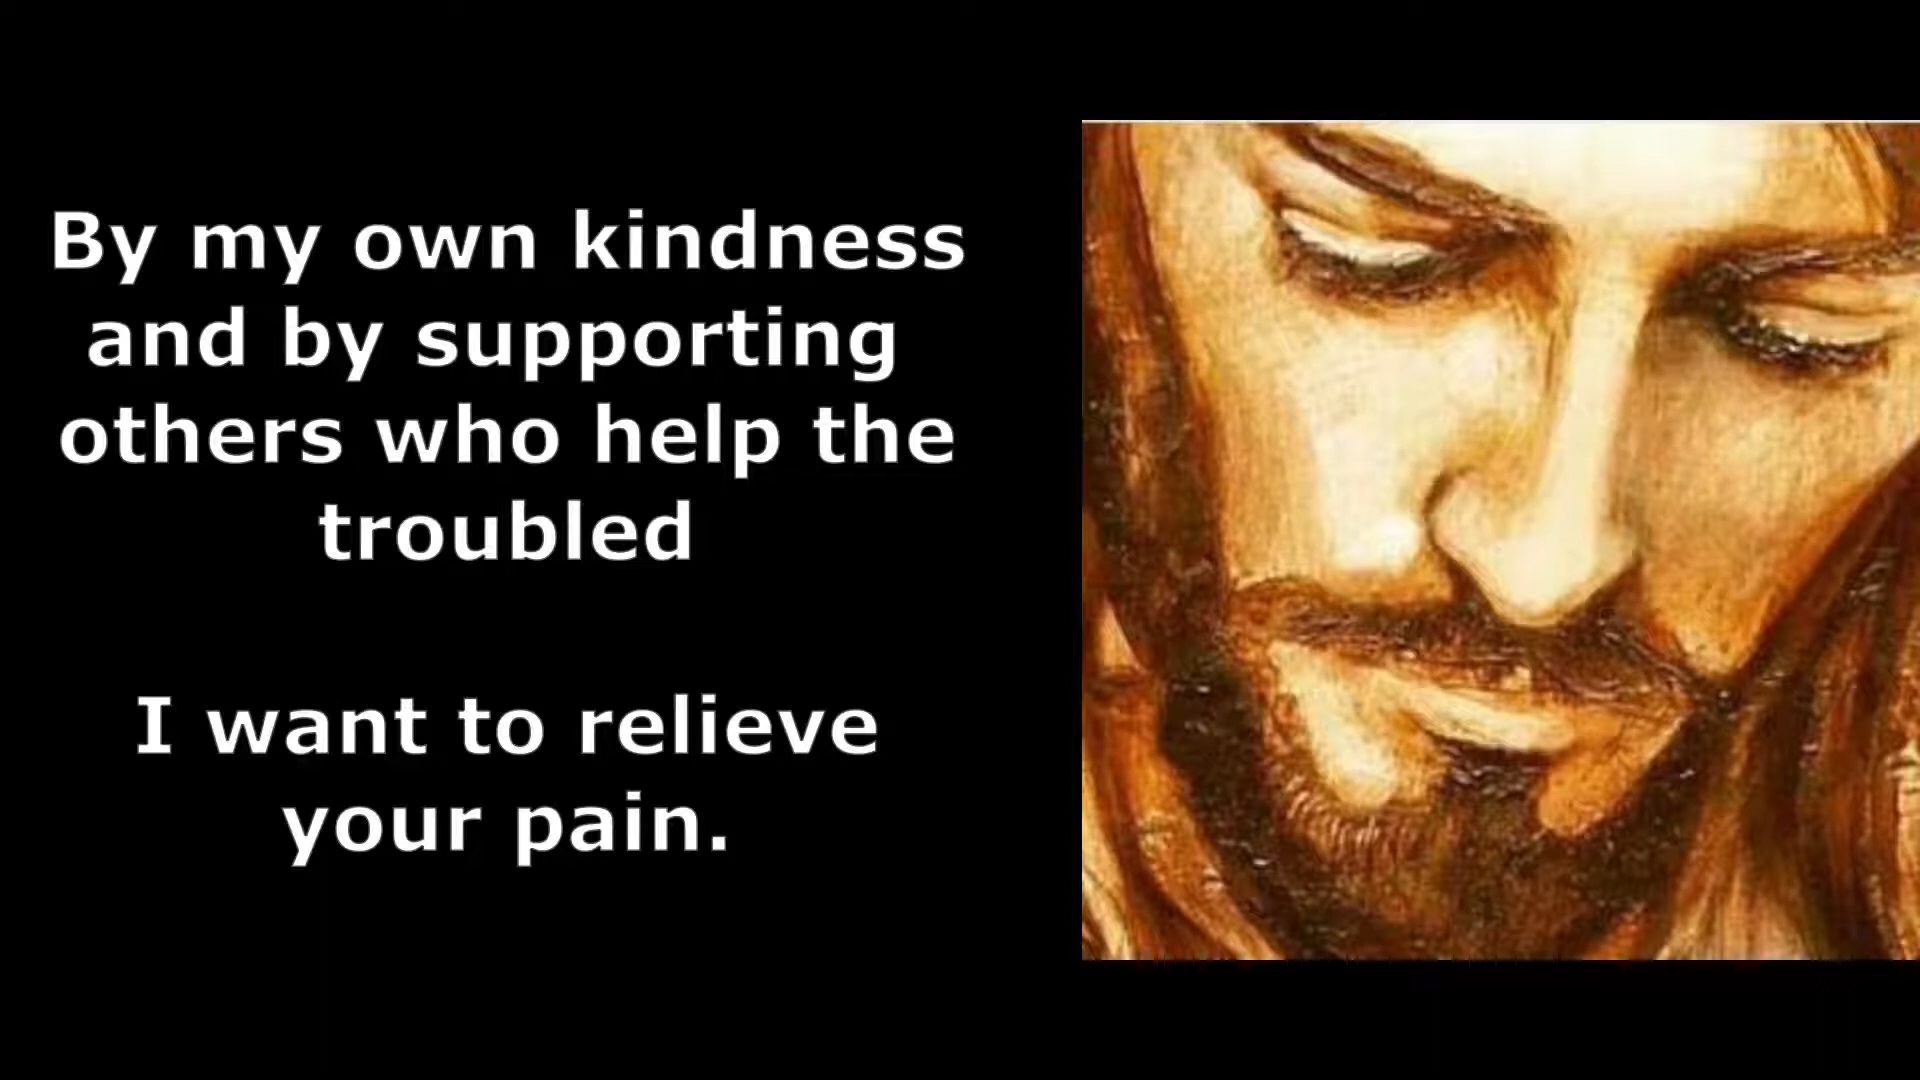 By my own kindness
and by supporting
others who help the
troubled
I want to relieve
your pain.